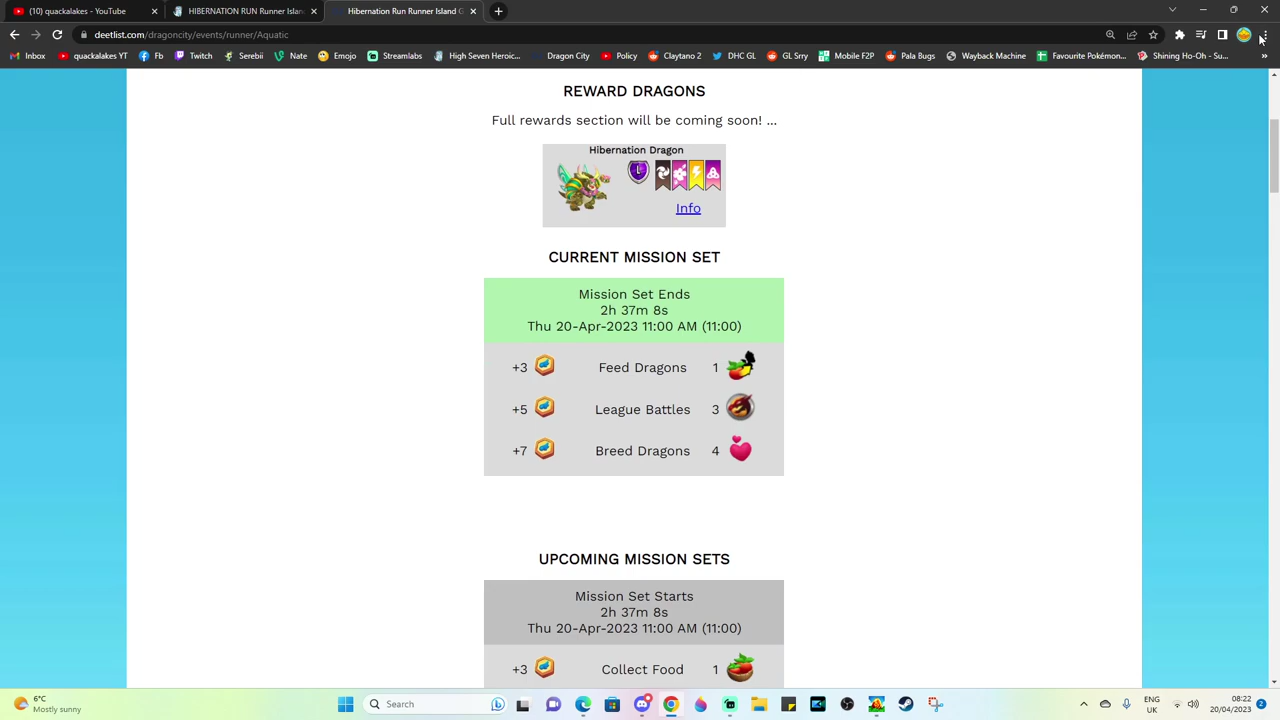 (10) quackalakes - YouTube
HIBERNATION RUN Runner Islan
Hibernation Run Runner Island G
deetlist.com/dragoncity/events/runner/Aquatic
Inbox
quackalakes YT
Fb
Twitch
Serebii
Nate
Emojo
Streamlabs
High Seven Heroic...
Dragon City
Policy
Claytano 2
DHC GL
GL Srry
Mobile F2P
Pala Bugs
Wayback Machine
Favourite Pokémon...
Shining Ho-Oh - Su...
REWARD DRAGONS
Full rewards section will be coming soon! ...
Hibernation Dragon
L
Info
CURRENT MISSION SET
Mission Set Ends
2h 37m 8s
Thu 20-Apr-2023 11:00 AM (11:00)
+3 Feed Dragons 1
+5 League Battles 3
+7 Breed Dragons 4
UPCOMING MISSION SETS
Mission Set Starts
2h 37m 8s
Thu 20-Apr-2023 11:00 AM (11:00)
+3 Collect Food 1
6°C
Mostly sunny
Search
ENG
UK
08:22
20/04/2023
2